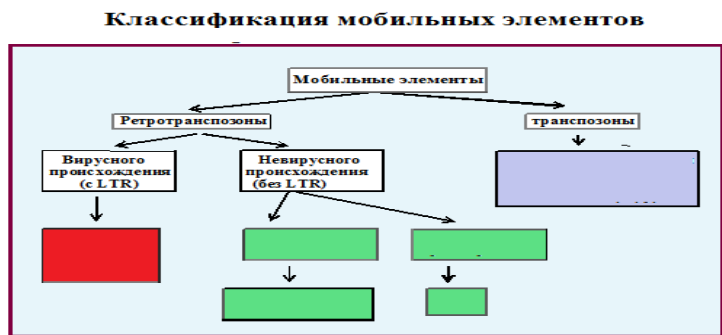 Классификация мобильных элементов
Мобильные элементы
Ретротранспозоны
транспозоны
Вирусного
происхождения
(с LTR)
Невирусного
происхождения
(без LTR)